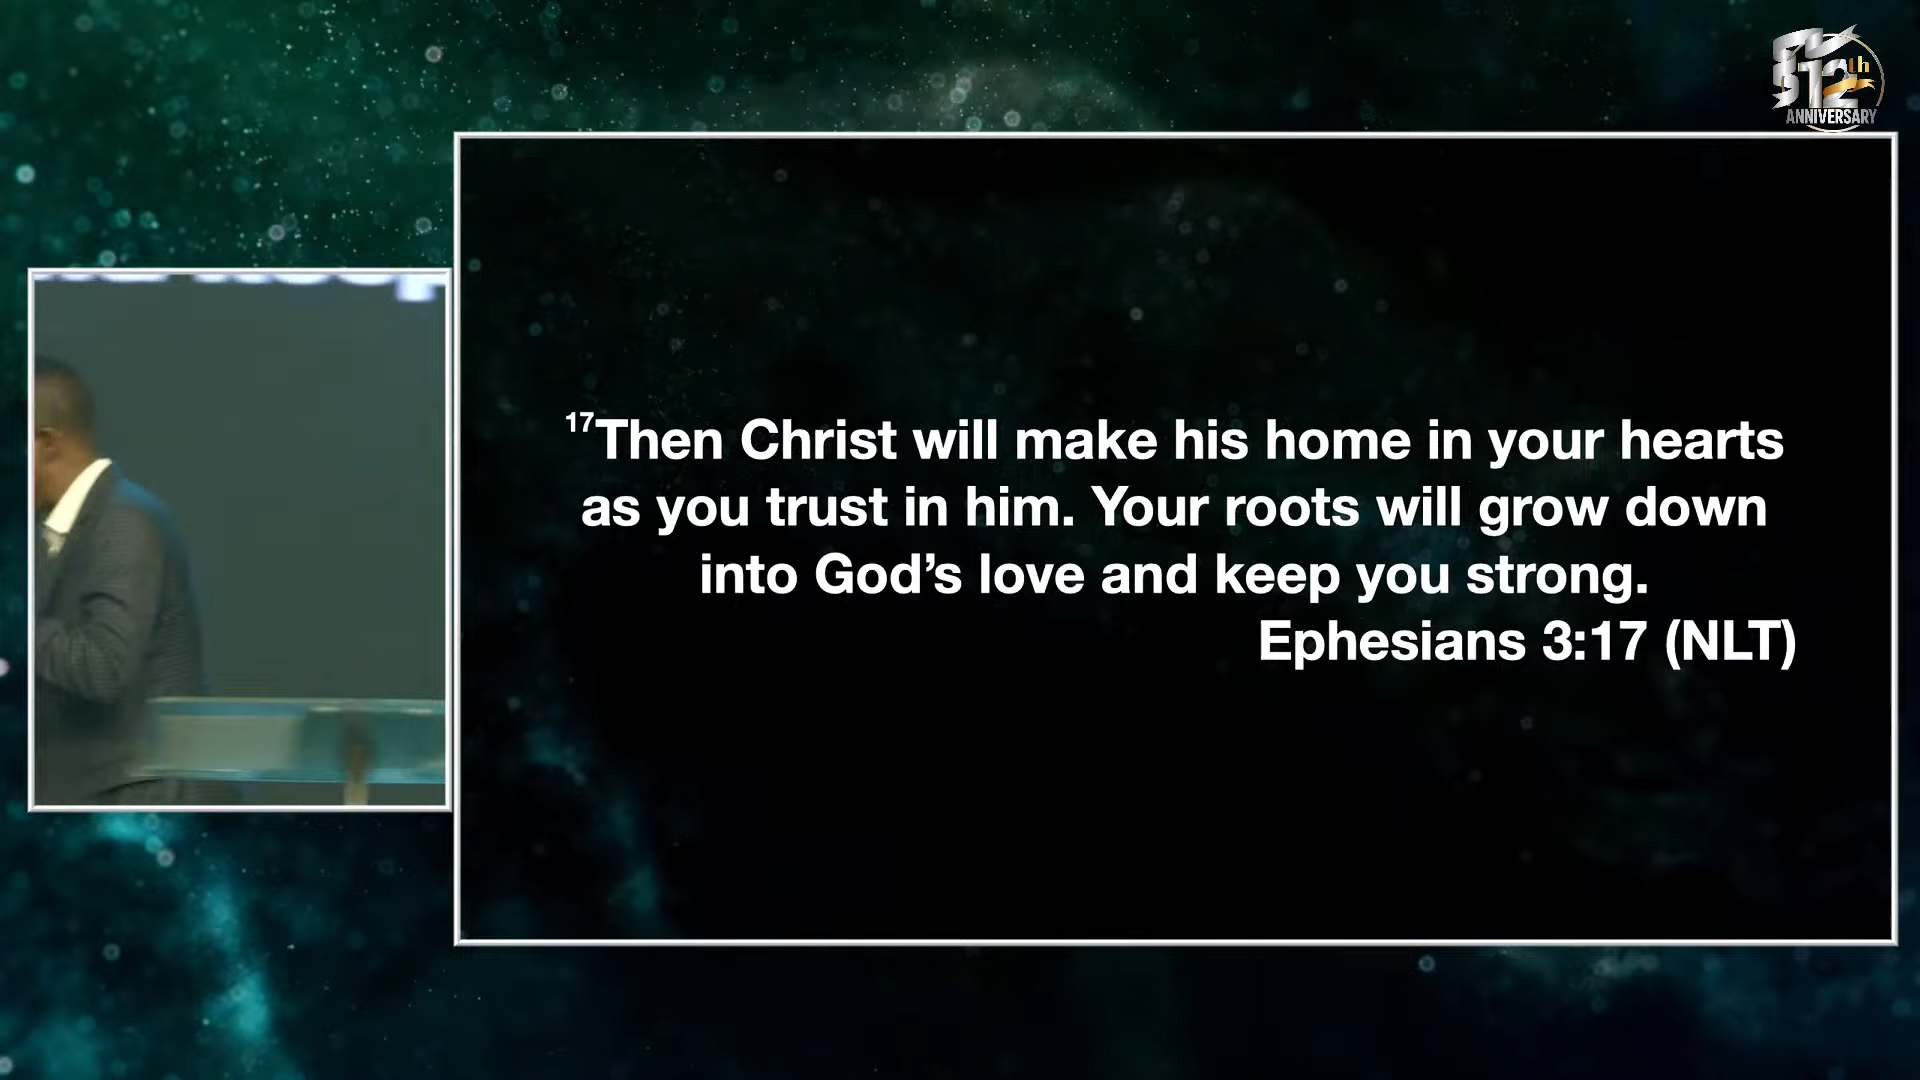 12th
ANNIVERSARY
17Then Christ will make his home in your hearts
as you trust in him. Your roots will grow down
into God’s love and keep you strong.
Ephesians 3:17 (NLT)